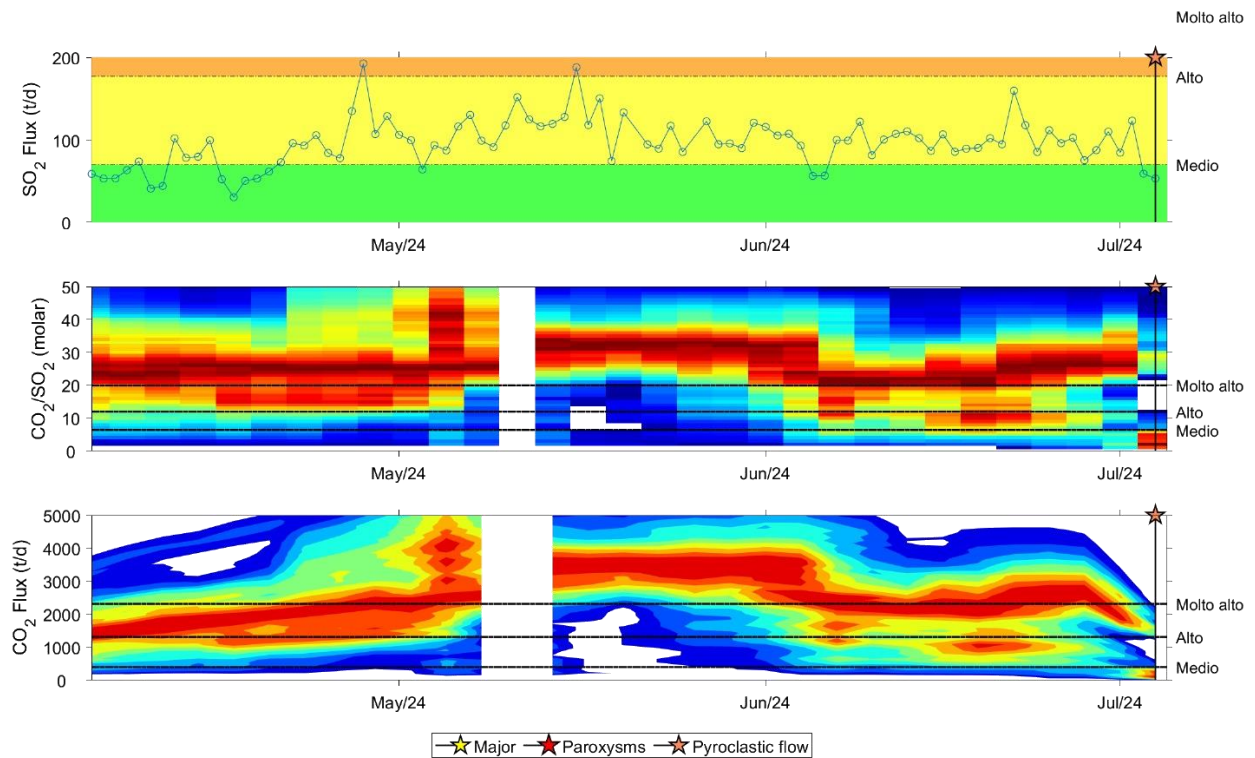 Molto alto
200
Alto
100
Medio
0
SO2 Flux (t/d)
May/24
Jun/24
Jul/24
50
40
30
20
10
0
CO2/SO2 (molar)
Molto alto
Alto
Medio
May/24
Jun/24
Jul/24
5000
4000
3000
2000
1000
0
CO2 Flux (t/d)
Molto alto
Alto
Medio
May/24
Jun/24
Jul/24
Major Paroxysms Pyroclastic flow